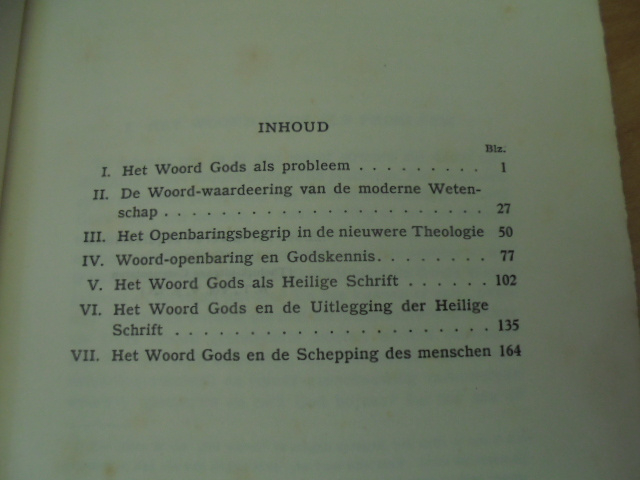 INHOUD
Blz.
I. Het Woord Gods als probleem . . . . . . . . . 1
II. De Woord-waardeering van de moderne Weten-
schap . . . . . . . . . . . . . . . . . . . . . . 27
III. Het Openbaringsbegrip in de nieuwere Theologie 50
IV. Woord-openbaring en Godskennis. . . . . . . . 77
V. Het Woord Gods als Heilige Schrift . . . . . . 102
VI. Het Woord Gods en de Uitlegging der Heilige
Schrift . . . . . . . . . . . . . . . . . . . . . 135
VII. Het Woord Gods en de Schepping des menschen 164